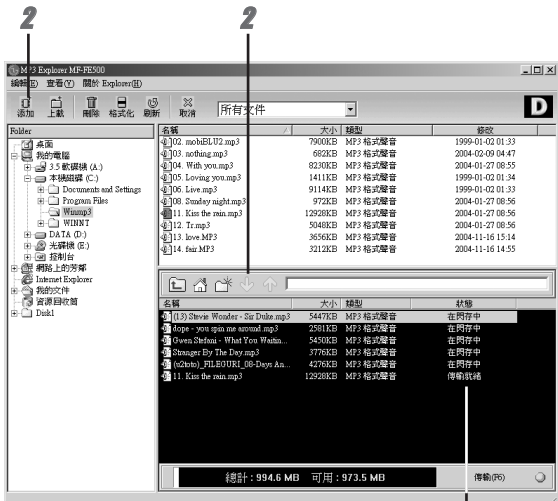 2 2
MP3 Explorer MF-FE500
編輯(E) 查看(Y) 關於 Explorer(H)
添加 上載 刪除 格式化 刷新 取消 所有文件 D
Folder
桌面
我的電腦
3.5 軟碟機 (A:)
本機磁碟 (C:)
Documents and Settings
Program Files
Winmp3
WINNT
DATA (D:)
光碟機 (E:)
控制台
網路上的芳鄰
Internet Explorer
我的文件
資源回收筒
Disk1
名稱 / 大小 類型 修改
02. mobiBLU2.mp3 7900KB MP3 格式聲音 1999-01-02 01:33
03. nothing.mp3 682KB MP3 格式聲音 2004-02-09 04:47
04. With you.mp3 8230KB MP3 格式聲音 2004-01-27 08:55
05. Loving you.mp3 1411KB MP3 格式聲音 1999-01-02 01:34
06. Live.mp3 9114KB MP3 格式聲音 1999-01-02 01:33
08. Sunday night.mp3 972KB MP3 格式聲音 2004-01-27 08:56
11. Kiss the rain.mp3 12928KB MP3 格式聲音 2004-01-27 08:56
12. Tr.mp3 5048KB MP3 格式聲音 2004-01-27 08:56
13. love.MP3 3656KB MP3 格式聲音 2004-11-16 15:14
14. fair.MP3 3212KB MP3 格式聲音 2004-11-16 14:55
名稱 大小 類型 狀態
(13) Stevie Wonder - Sir Duke.mp3 5447KB MP3 格式聲音 在閃存中
dope - you spin me around.mp3 2581KB MP3 格式聲音 在閃存中
Gwen Stefani - What You Waitin... 5450KB MP3 格式聲音 在閃存中
Stranger By The Day.mp3 3776KB MP3 格式聲音 在閃存中
(u2toto)_FILEGURI_08-Days An... 4276KB MP3 格式聲音 在閃存中
11. Kiss the rain.mp3 12928KB MP3 格式聲音 傳輸就緒
總計 : 994.6 MB 可用 : 973.5 MB 傳輸(F6)